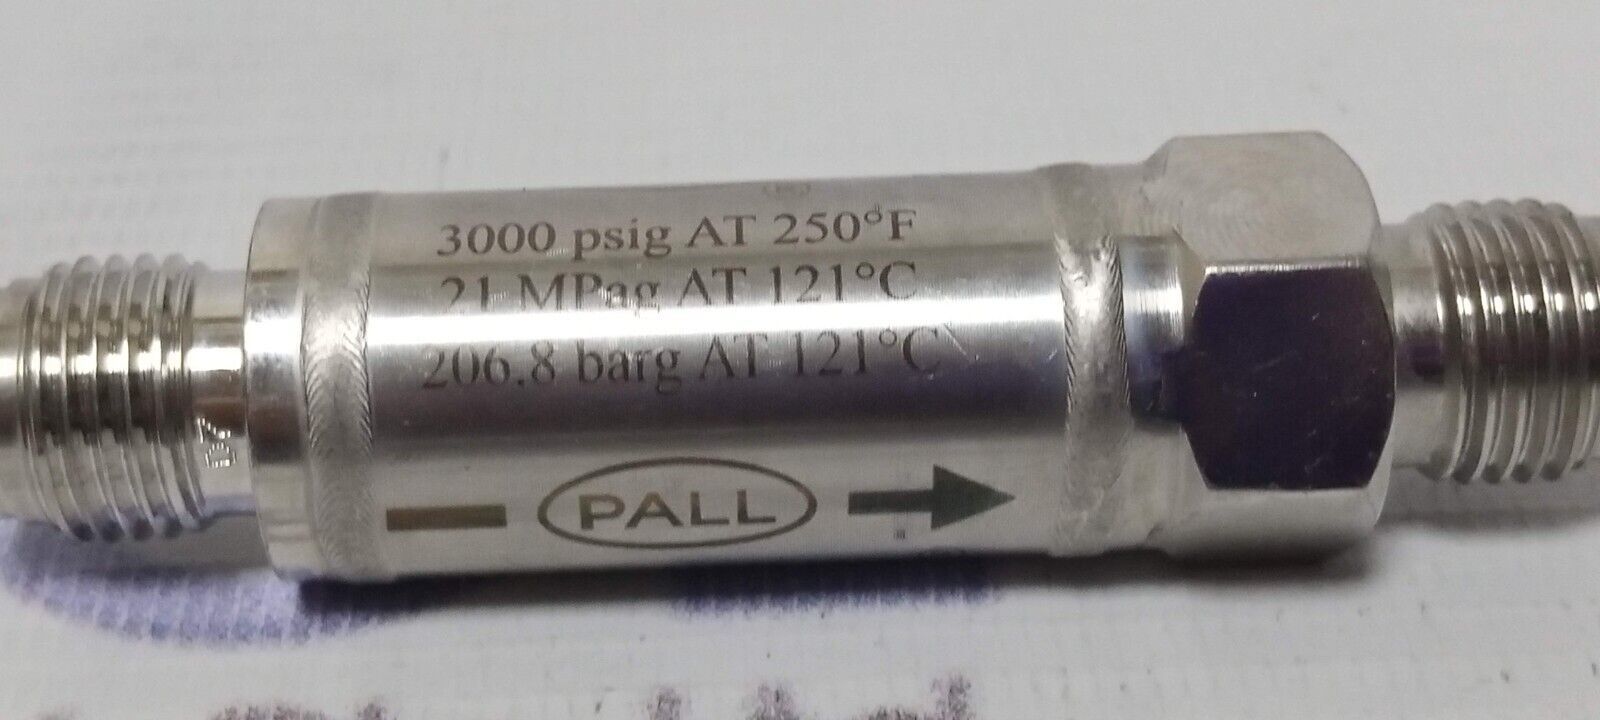 3000 psig AT 250°F
21 MPag AT 121°C
206.8 barg AT 121°C
PALL